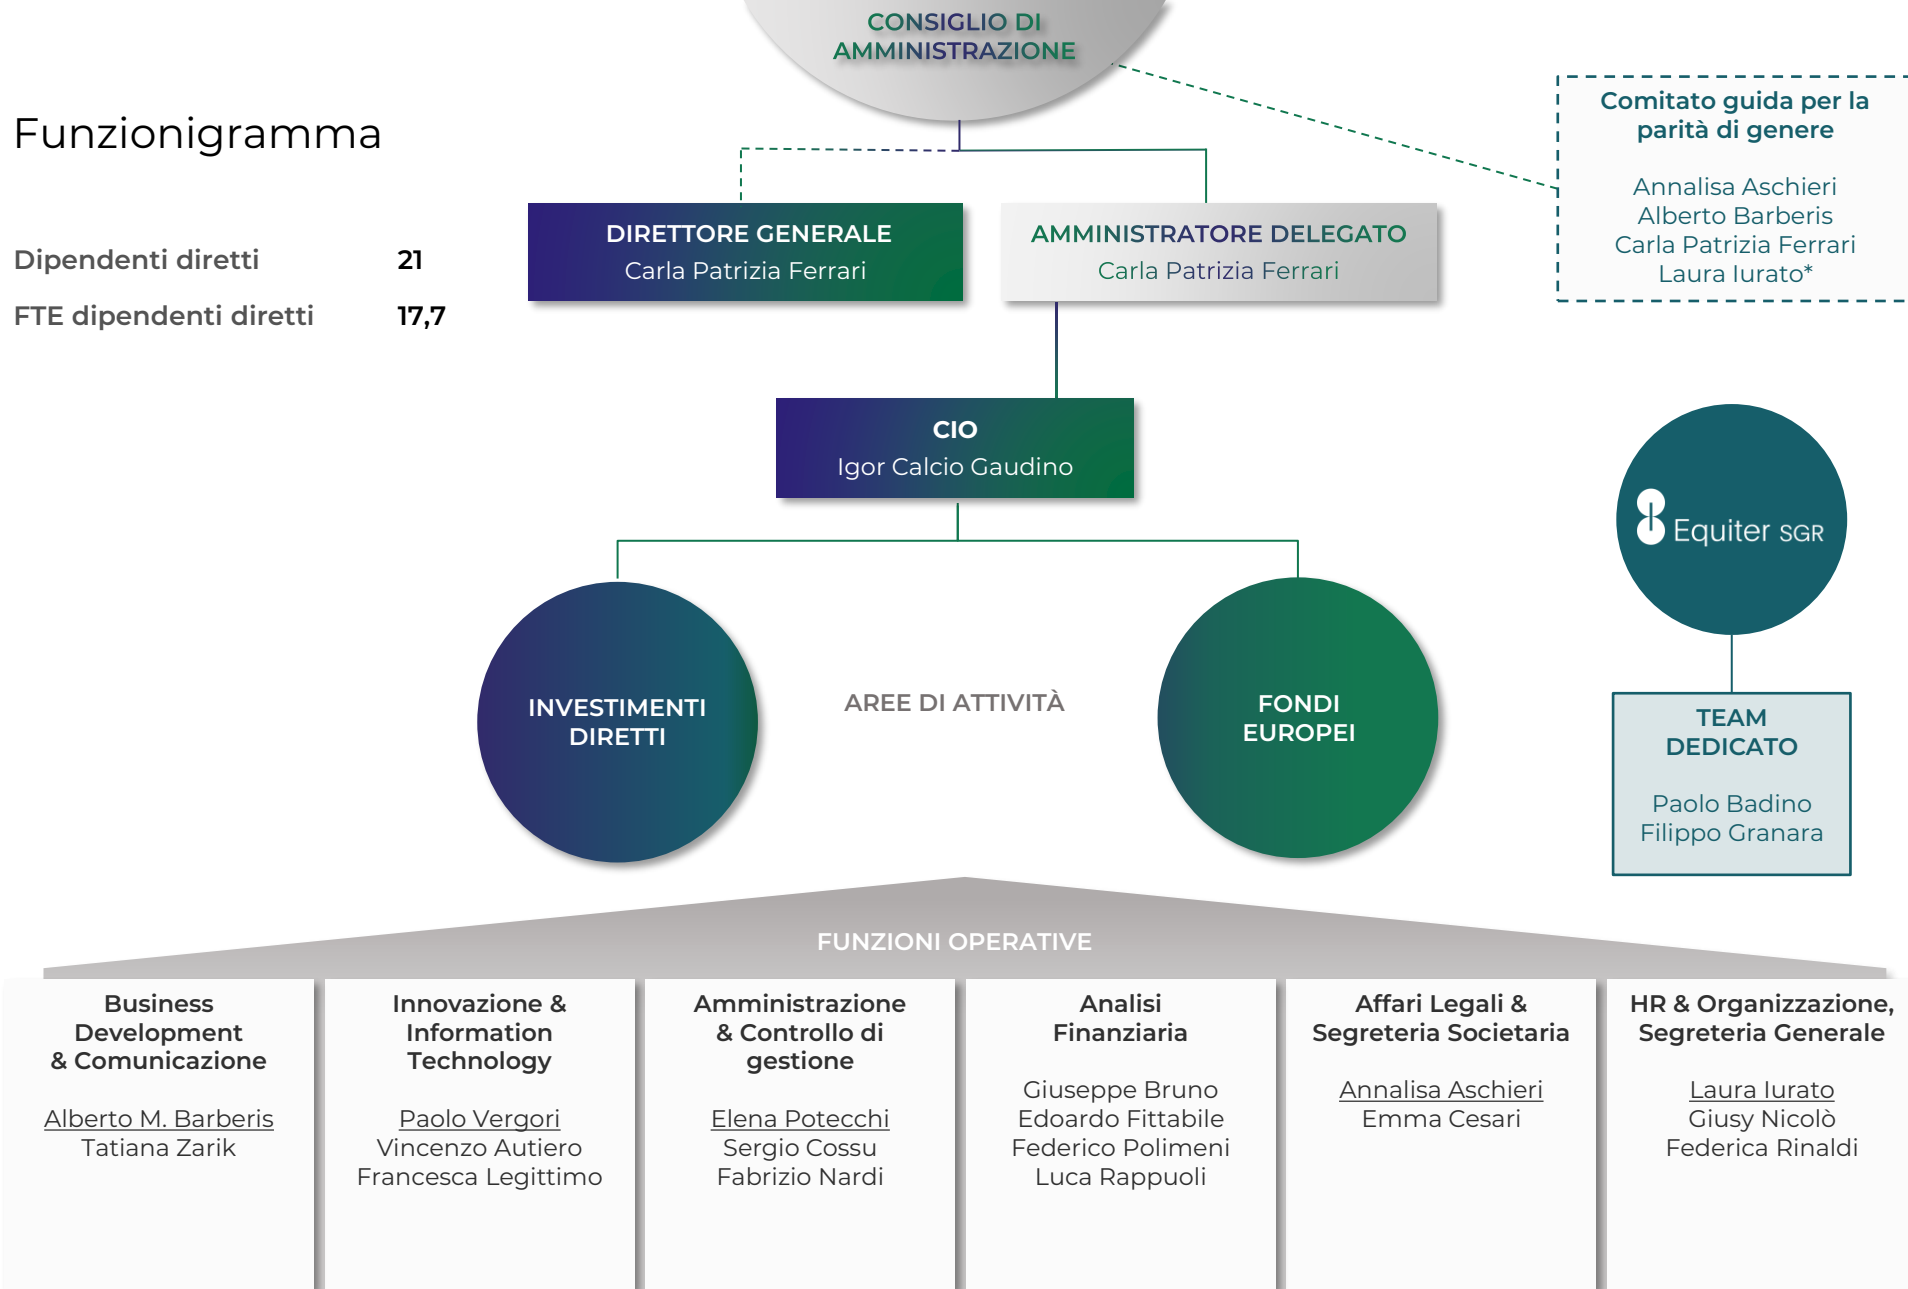 CONSIGLIO DI
AMMINISTRAZIONE
Funzionigramma
Dipendenti diretti 21
FTE dipendenti diretti 17,7
DIRETTORE GENERALE
Carla Patrizia Ferrari
AMMINISTRATORE DELEGATO
Carla Patrizia Ferrari
Comitato guida per la
parità di genere
Annalisa Aschieri
Alberto Barberis
Carla Patrizia Ferrari
Laura Iurato*
CIO
Igor Calcio Gaudino
INVESTIMENTI
DIRETTI
AREE DI ATTIVITÀ
FONDI
EUROPEI
Equiter SGR
TEAM
DEDICATO
Paolo Badino
Filippo Granara
FUNZIONI OPERATIVE
Business
Development
& Comunicazione
Alberto M. Barberis
Tatiana Zarik
Innovazione &
Information
Technology
Paolo Vergori
Vincenzo Autiero
Francesca Legittimo
Amministrazione
& Controllo di
gestione
Elena Potecchi
Sergio Cossu
Fabrizio Nardi
Analisi
Finanziaria
Giuseppe Bruno
Edoardo Fittabile
Federico Polimeni
Luca Rappuoli
Affari Legali &
Segreteria Societaria
Annalisa Aschieri
Emma Cesari
HR & Organizzazione,
Segreteria Generale
Laura Iurato
Giusy Nicolò
Federica Rinaldi